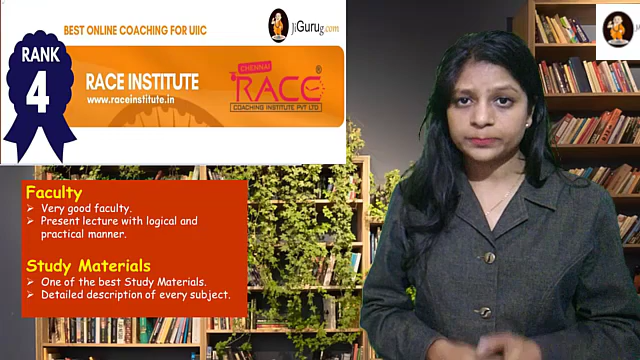 BEST ONLINE COACHING FOR UIIC
JiGurug.com
RANK
4
RACE INSTITUTE
www.raceinstitute.in
CHENNAI
RACE
®
COACHING INSTITUTE PVT LTD
Faculty
➢ Very good faculty.
➢ Present lecture with logical and
practical manner.
Study Materials
➢ One of the best Study Materials.
➢ Detailed description of every subject.
JiGuru